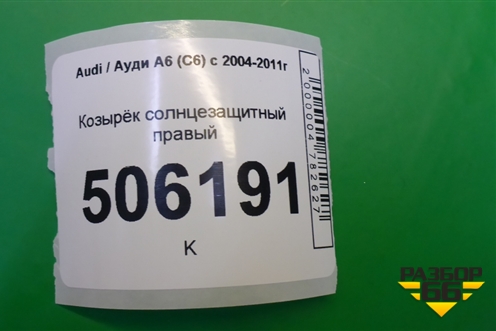 Audi / Ауди А6 (С6) с 2004-2011г
Козырёк солнцезащитный
правый
506191
К
2000004782627
РАЗБОР
66